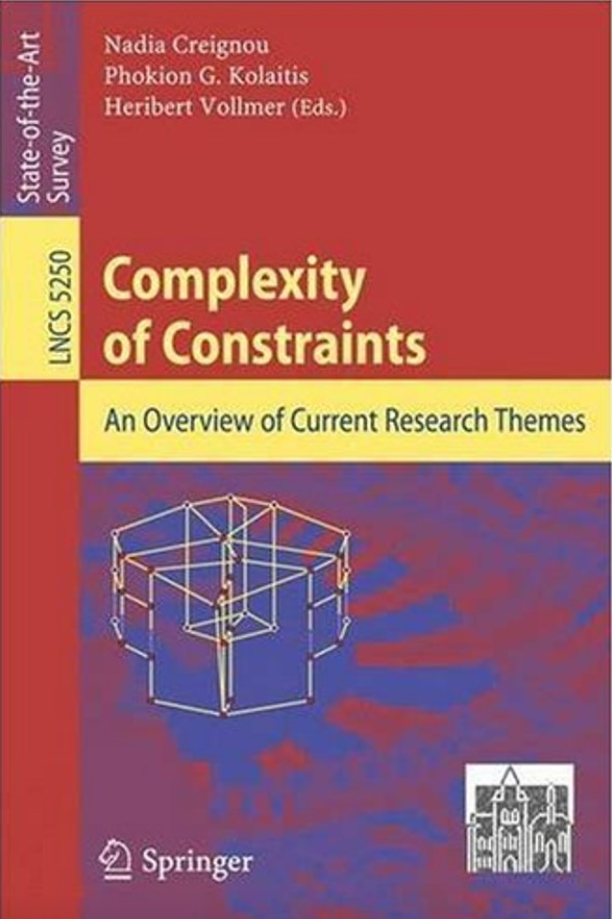 Nadia Creignou
Phokion G. Kolaitis
Heribert Vollmer (Eds.)
State-of-the-Art
Survey
LNCS 5250
Complexity
of Constraints
An Overview of Current Research Themes
Springer